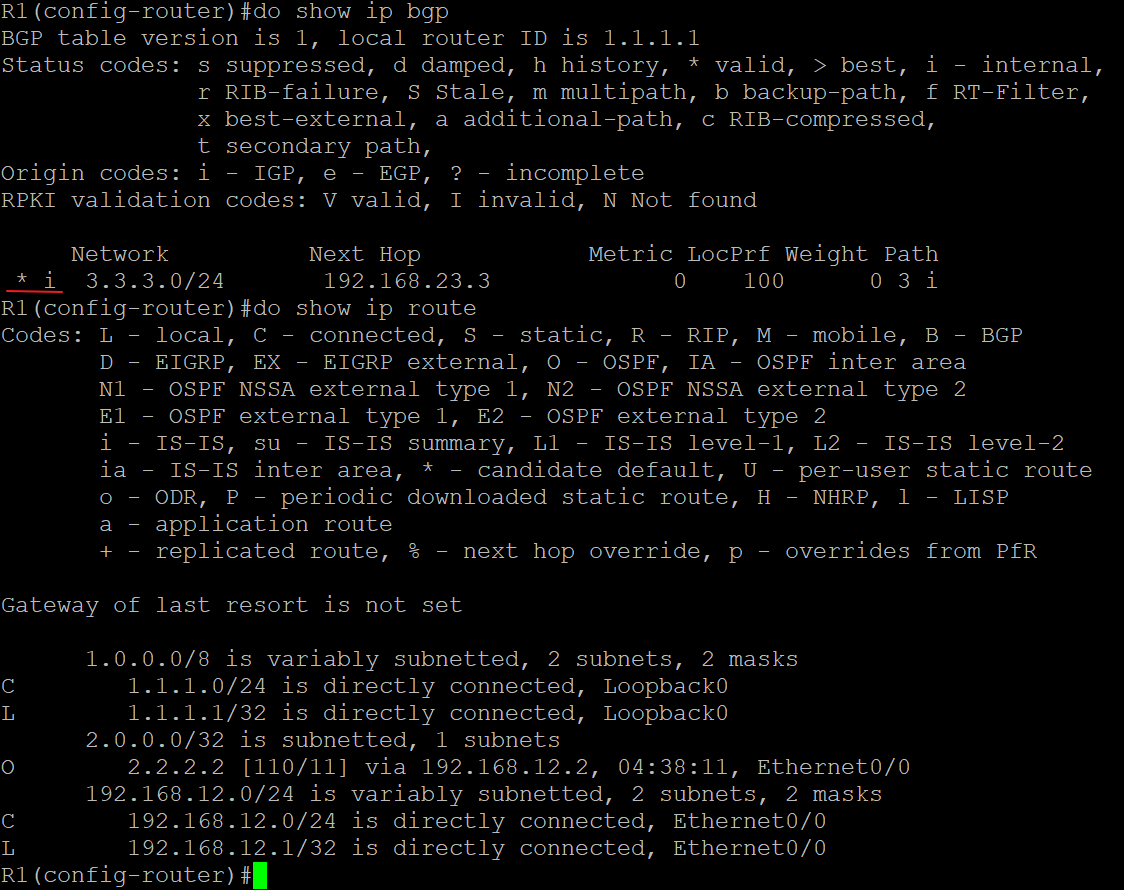 R1(config-router)#do show ip bgp
BGP table version is 1, local router ID is 1.1.1.1
Status codes: s suppressed, d damped, h history, * valid, > best, i - internal,
              r RIB-failure, S Stale, m multipath, b backup-path, f RT-Filter,
              x best-external, a additional-path, c RIB-compressed,
              t secondary path,
Origin codes: i - IGP, e - EGP, ? - incomplete
RPKI validation codes: V valid, I invalid, N Not found

     Network          Next Hop            Metric LocPrf Weight Path
 * i  3.3.3.0/24       192.168.23.3             0    100      0 3 i
R1(config-router)#do show ip route
Codes: L - local, C - connected, S - static, R - RIP, M - mobile, B - BGP
       D - EIGRP, EX - EIGRP external, O - OSPF, IA - OSPF inter area
       N1 - OSPF NSSA external type 1, N2 - OSPF NSSA external type 2
       E1 - OSPF external type 1, E2 - OSPF external type 2
       i - IS-IS, su - IS-IS summary, L1 - IS-IS level-1, L2 - IS-IS level-2
       ia - IS-IS inter area, * - candidate default, U - per-user static route
       o - ODR, P - periodic downloaded static route, H - NHRP, l - LISP
       a - application route
       + - replicated route, % - next hop override, p - overrides from PfR

Gateway of last resort is not set

      1.0.0.0/8 is variably subnetted, 2 subnets, 2 masks
C        1.1.1.0/24 is directly connected, Loopback0
L        1.1.1.1/32 is directly connected, Loopback0
      2.0.0.0/32 is subnetted, 1 subnets
O        2.2.2.2 [110/11] via 192.168.12.2, 04:38:11, Ethernet0/0
      192.168.12.0/24 is variably subnetted, 2 subnets, 2 masks
C        192.168.12.0/24 is directly connected, Ethernet0/0
L        192.168.12.1/32 is directly connected, Ethernet0/0
R1(config-router)#